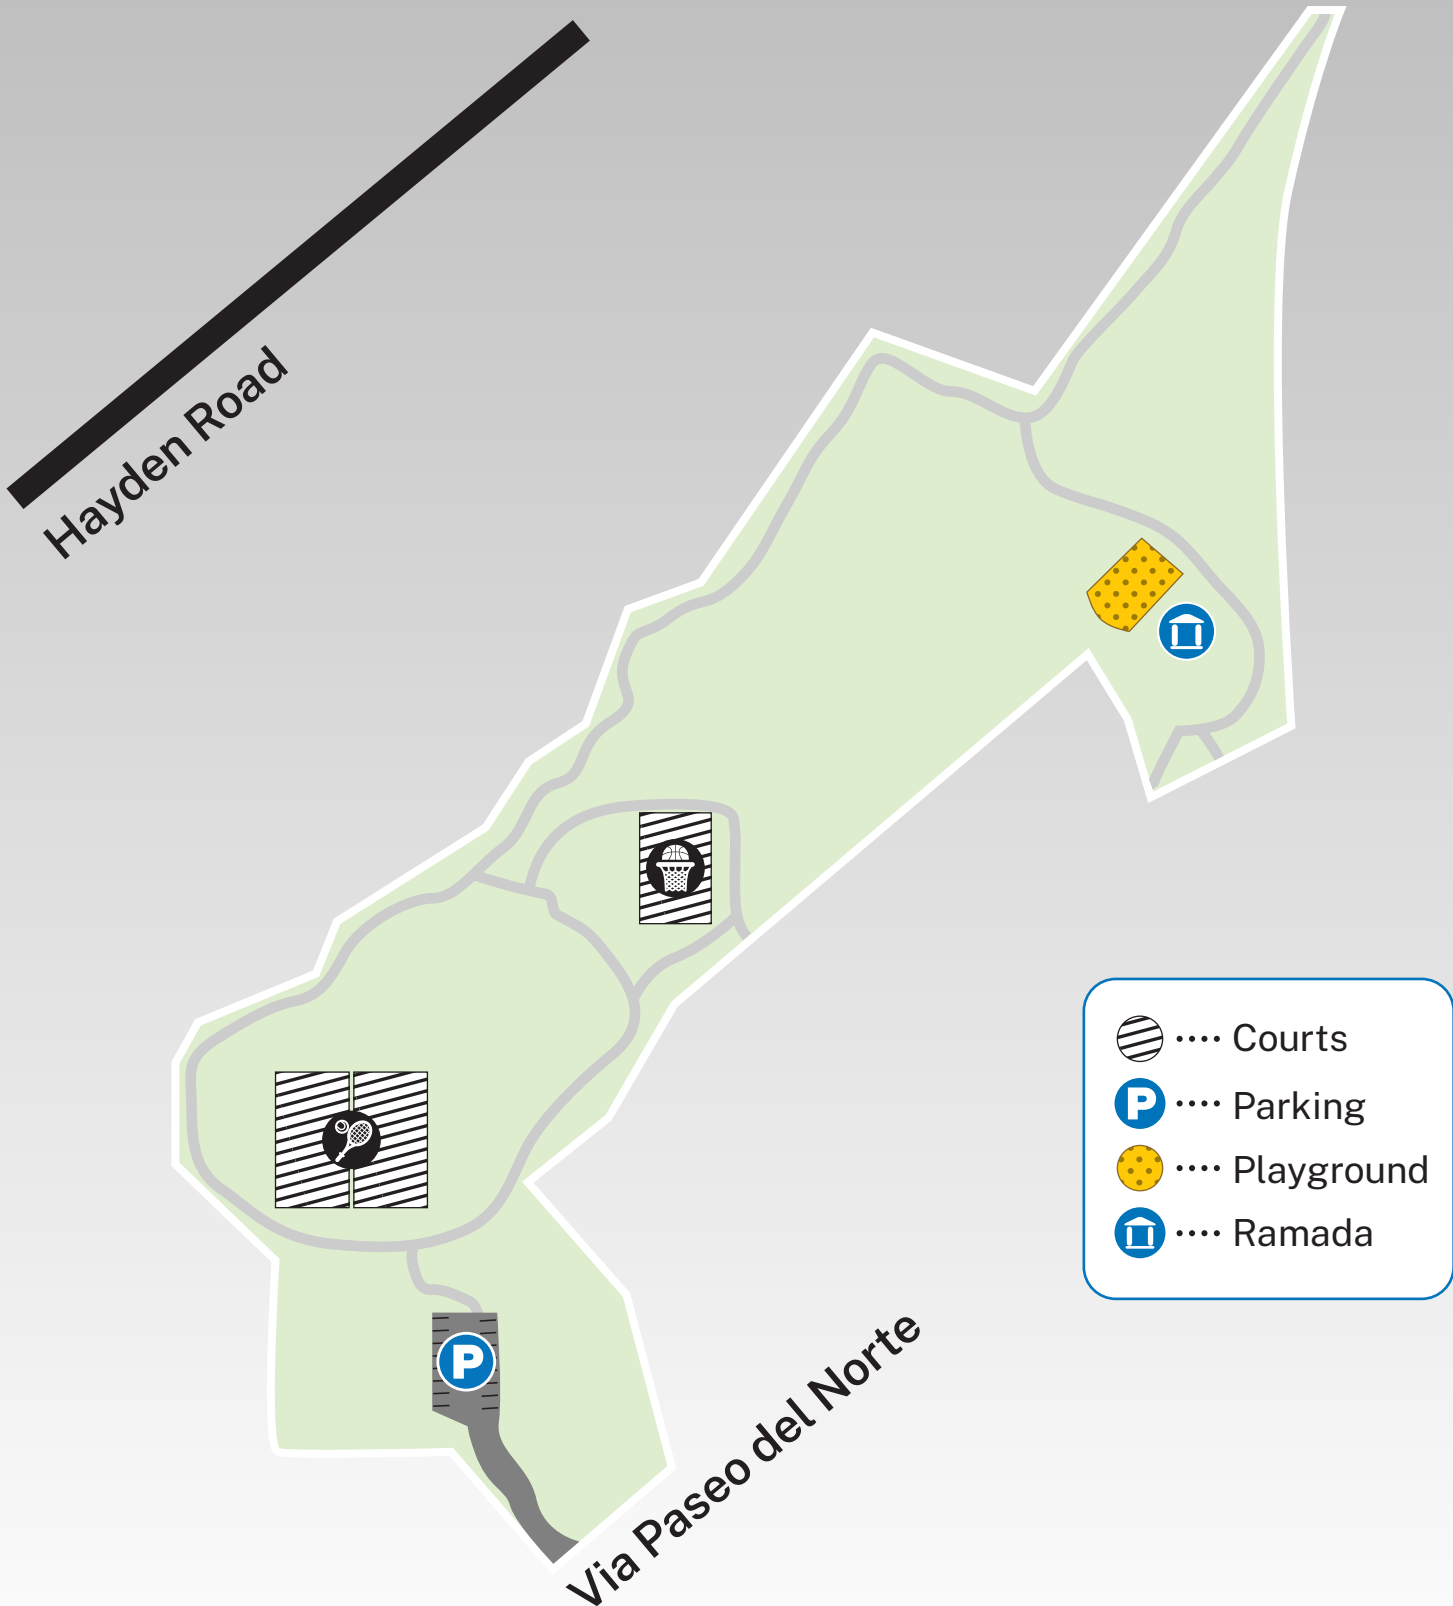 Hayden Road
.... Courts
P .... Parking
.... Playground
.... Ramada
P
Via Paseo del Norte